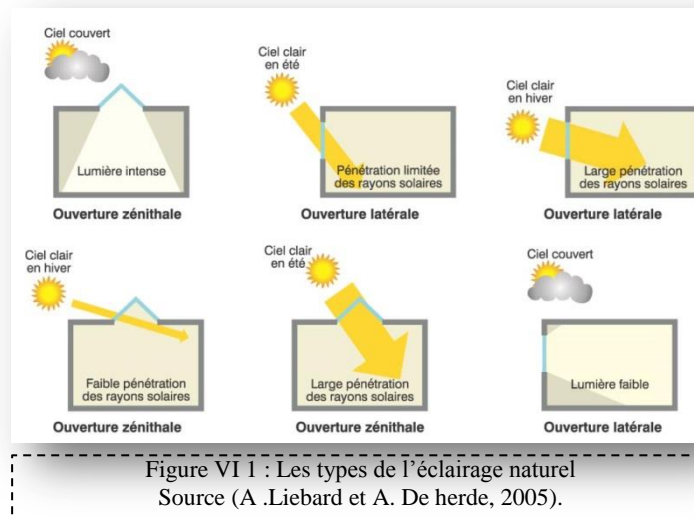 Ciel couvert
Lumière intense
Ouverture zénithale
Ciel clair
en été
Pénétration limitée
des rayons solaires
Ouverture latérale
Ciel clair
en hiver
Large pénétration
des rayons solaires
Ouverture latérale
Ciel clair
en hiver
Faible pénétration
des rayons solaires
Ouverture zénithale
Ciel clair
en été
Large pénétration
des rayons solaires
Ouverture zénithale
Ciel couvert
Lumière faible
Ouverture latérale
Figure VI 1 : Les types de l’éclairage naturel
Source (A .Liebard et A. De herde, 2005).